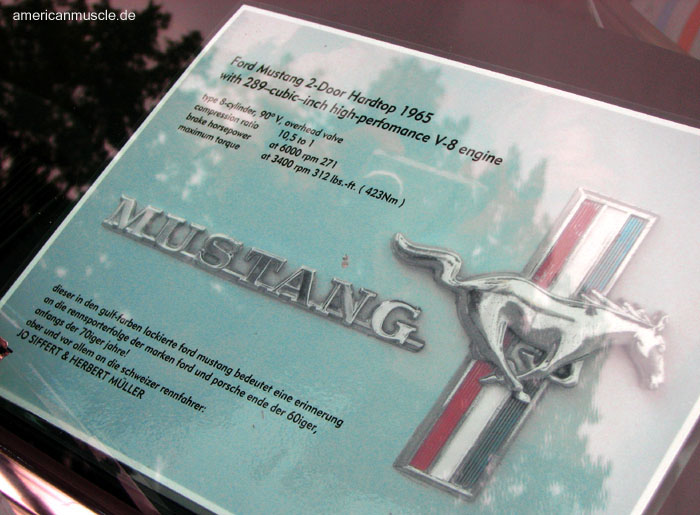 americanmuscle.de
Ford Mustang 2-Door Hardtop 1965
with 289-cubic-inch high-perfomance V-8 engine
type 8-cylinder, 90° V, overhead valve
compression ratio 10,5 to 1
brake horsepower at 6000 rpm 271
maximum torque at 3400 rpm 312 lbs.-ft. ( 423Nm )
MUSTANG
dieser in den gulf-farben lackierte ford mustang bedeutet eine erinnerung
an die rennsporterfolge der marken ford und porsche ende der 60iger,
anfangs der 70iger jahre!
aber und vor allem an die schweizer rennfahrer:
JO SIFFERT & HERBERT MÜLLER